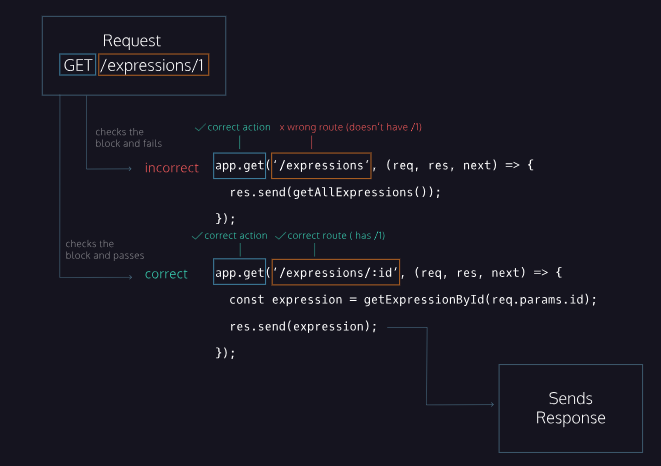 Request
GET /expressions/1
checks the
block and fails
correct action x wrong route (doesn't have /1)
incorrect app.get('/expressions', (req, res, next) => {
res.send(getAllExpressions());
});
checks the
block and passes
correct action correct route ( has /1)
correct app.get('/expressions/:id', (req, res, next) => {
const expression = getExpressionById(req.params.id);
res.send(expression);
});
Sends
Response